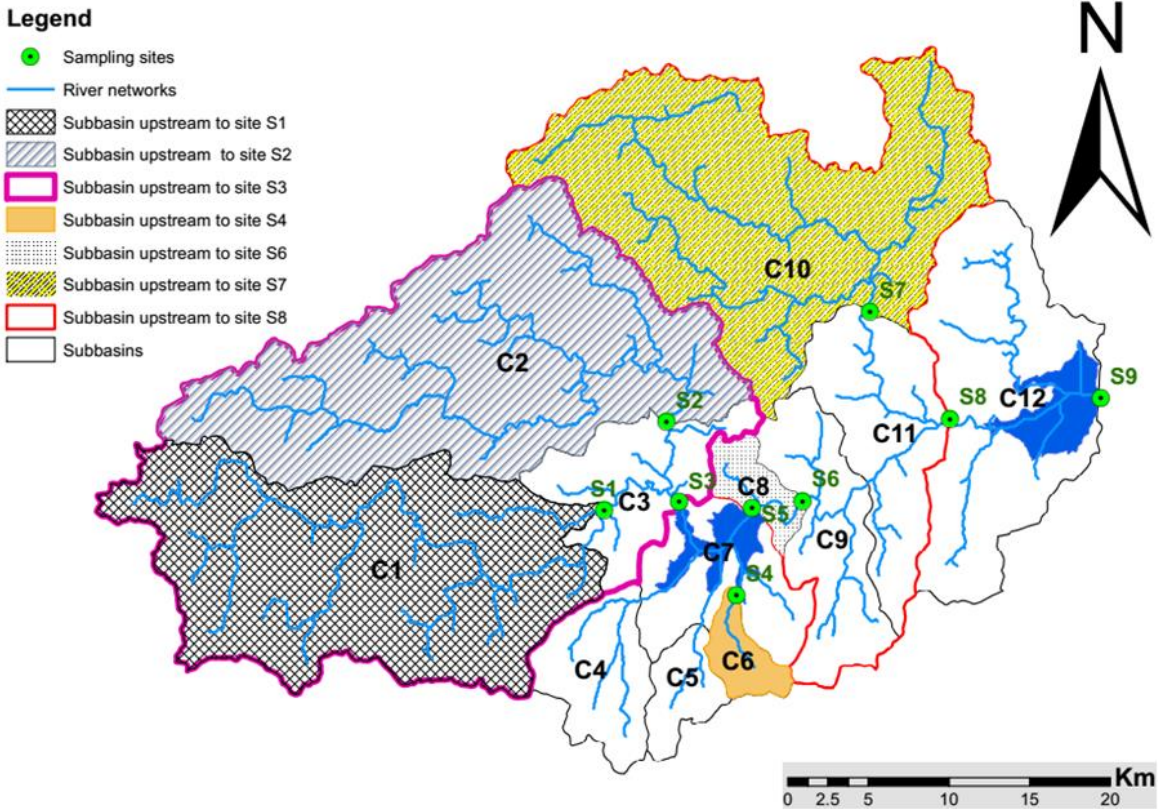 Legend
Sampling sites
River networks
Subbasin upstream to site S1
Subbasin upstream to site S2
Subbasin upstream to site S3
Subbasin upstream to site S4
Subbasin upstream to site S6
Subbasin upstream to site S7
Subbasin upstream to site S8
Subbasins
N
C10
S7
C2
S9
C12
S8
S2
C11
S1
C3
S3
C8
S6
S5
C9
C7
C1
S4
C4
C5
C6
Km
0 2.5 5 10 15 20